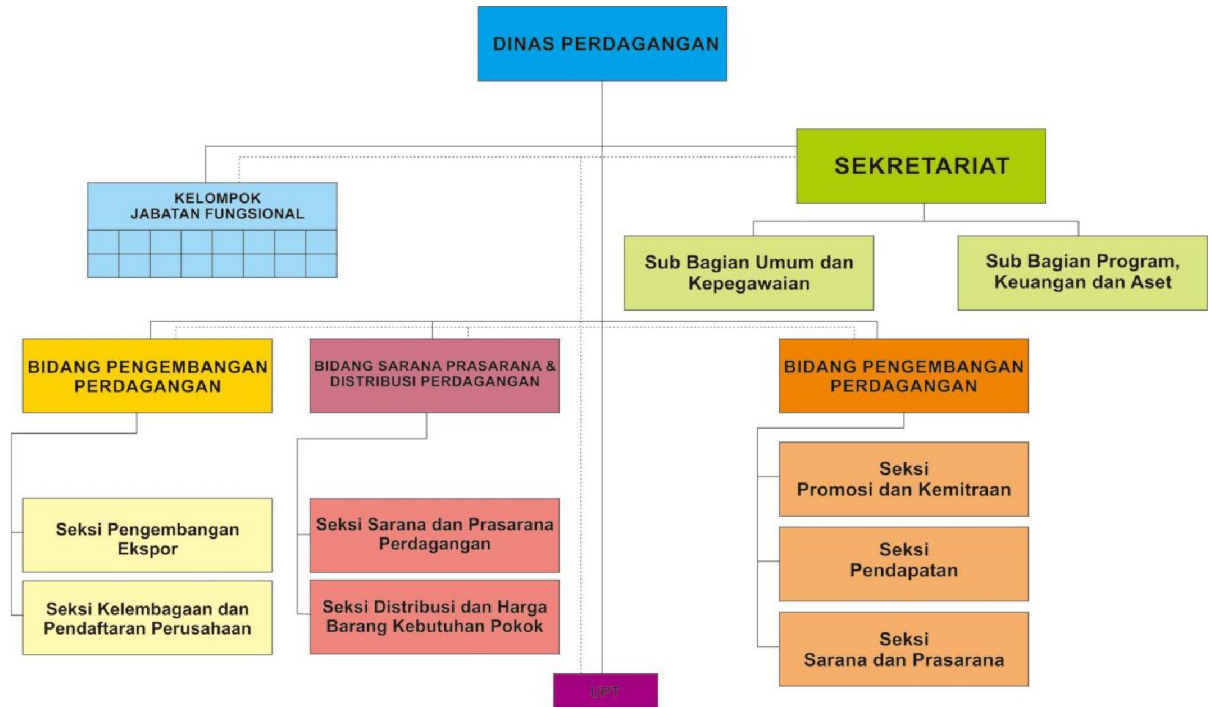 DINAS PERDAGANGAN
SEKRETARIAT
KELOMPOK
JABATAN FUNGSIONAL
Sub Bagian Umum dan
Kepegawaian
Sub Bagian Program,
Keuangan dan Aset
BIDANG PENGEMBANGAN
PERDAGANGAN
BIDANG SARANA PRASARANA &
DISTRIBUSI PERDAGANGAN
BIDANG PENGEMBANGAN
PERDAGANGAN
Seksi Pengembangan
Ekspor
Seksi Kelembagaan dan
Pendaftaran Perusahaan
Seksi Sarana dan Prasarana
Perdagangan
Seksi Distribusi dan Harga
Barang Kebutuhan Pokok
Seksi
Promosi dan Kemitraan
Seksi
Pendapatan
Seksi
Sarana dan Prasarana
UPT